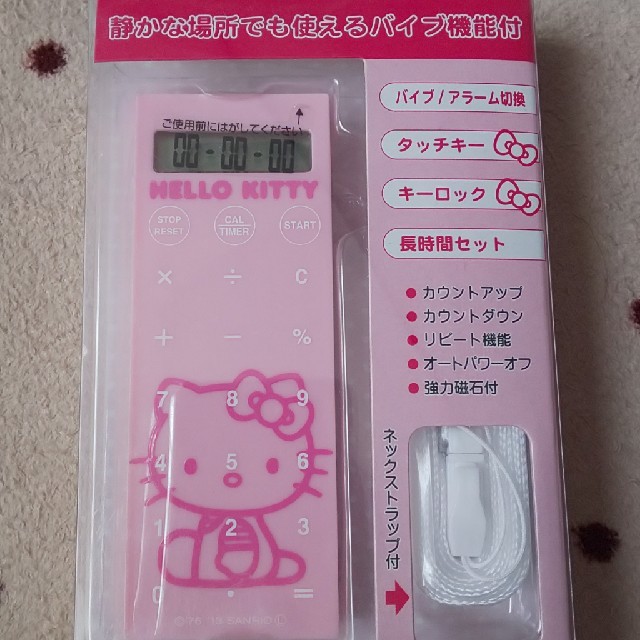 静かな場所でも使えるバイブ機能付
ご使用前にはがしてください
00-00-00
HELLO KITTY
STOP RESET
CAL TIMER
START
× ÷ C
+ − %
7 8 9
4 5 6
1 2 3
0 . =
バイブ/アラーム切換
タッチキー
キーロック
長時間セット
● カウントアップ
● カウントダウン
● リピート機能
● オートパワーオフ
● 強力磁石付
ネックストラップ付